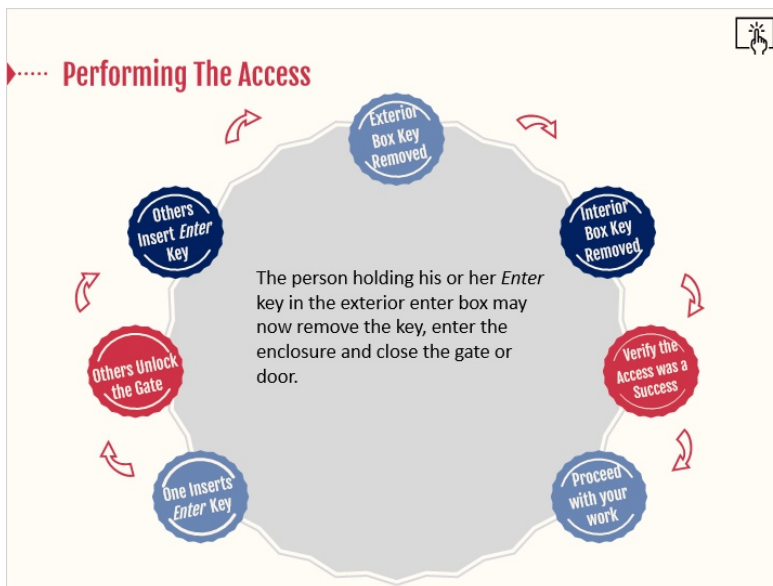 Performing The Access
Exterior
Box Key
Removed
Others
Insert Enter
Key
Interior
Box Key
Removed
The person holding his or her Enter
key in the exterior enter box may
now remove the key, enter the
enclosure and close the gate or
door.
Others Unlock
the Gate
Verify the
Access was a
Success
One Inserts
Enter Key
Proceed
with your
work